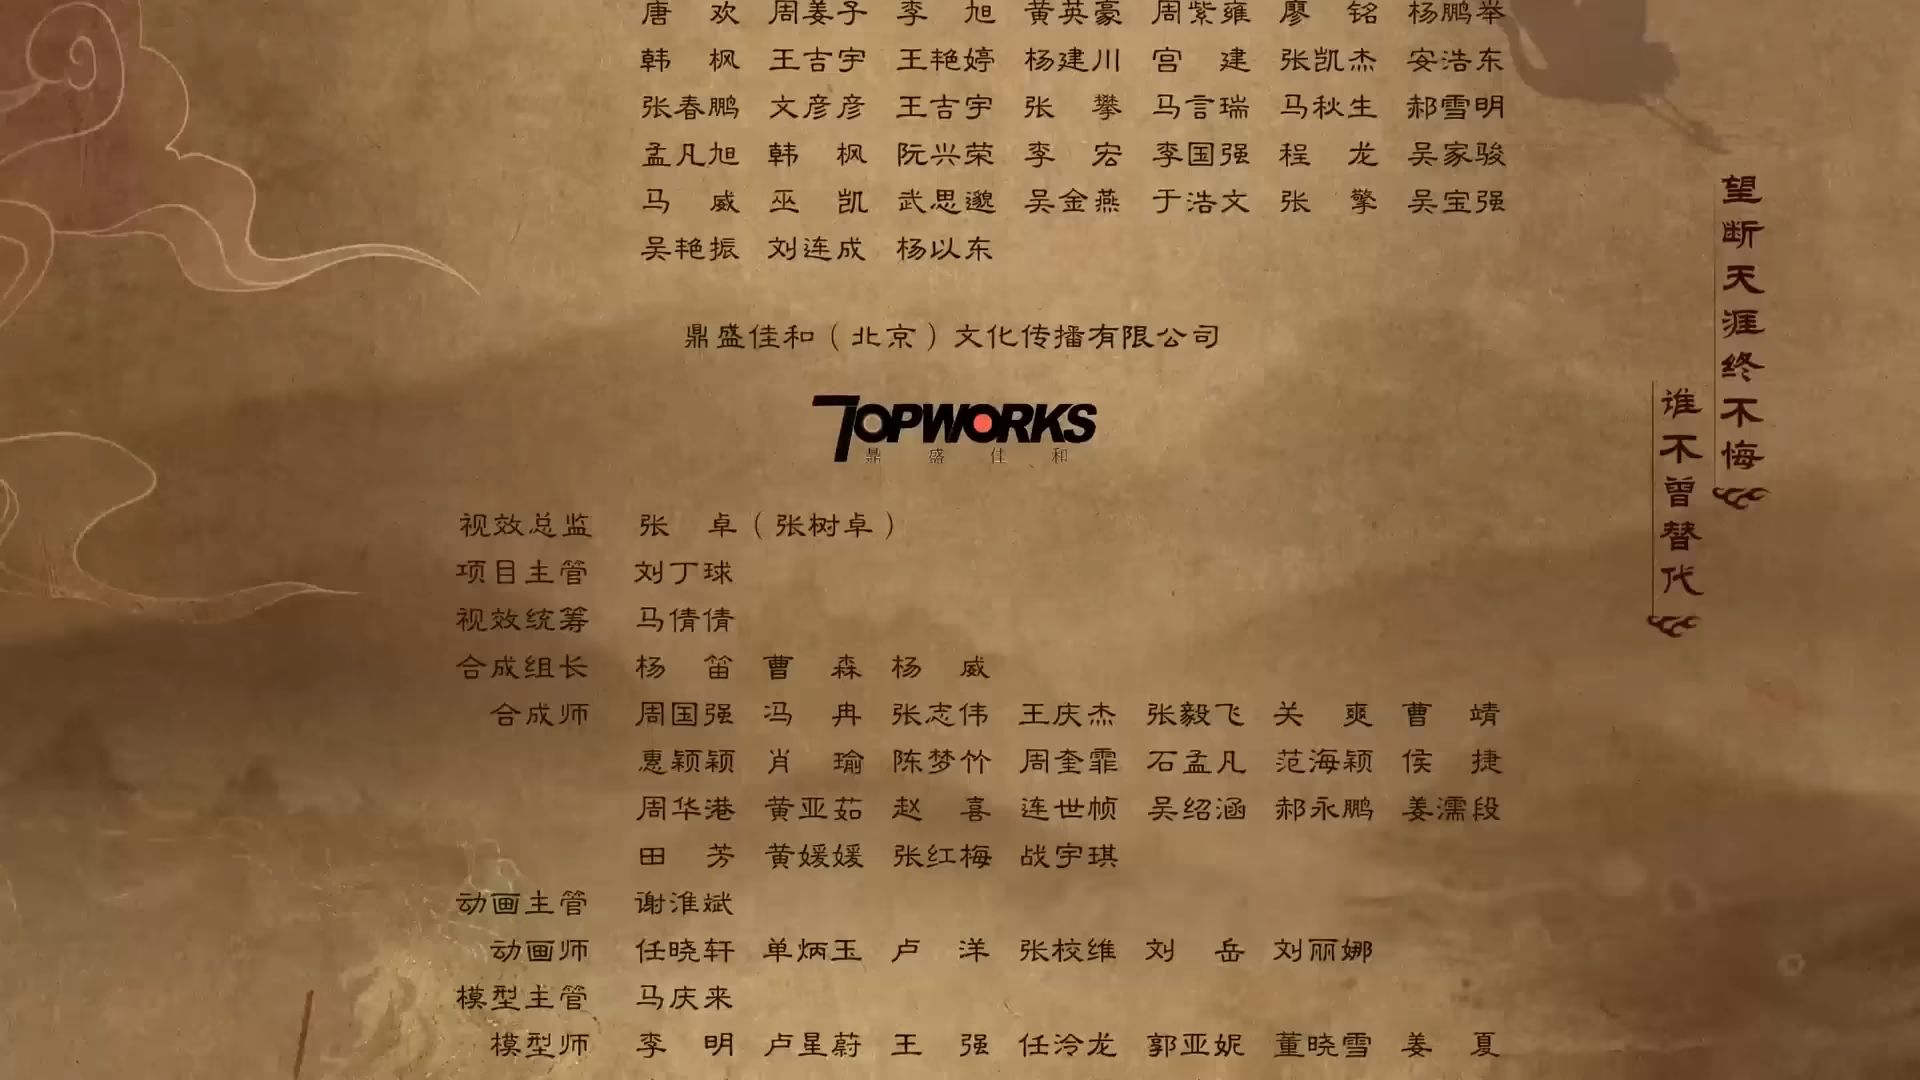 唐　欢　周姜子　李　旭　黄英豪　周紫雍　廖　铭　杨鹏举
韩　枫　王吉宇　王艳婷　杨建川　宫　建　张凯杰　安浩东
张春鹏　文彦彦　王吉宇　张　攀　马言瑞　马秋生　郝雪明
孟凡旭　韩　枫　阮兴荣　李　宏　李国强　程　龙　吴家骏
马　威　巫　凯　武思邈　吴金燕　于浩文　张　擎　吴宝强
吴艳振　刘连成　杨以东
鼎盛佳和（北京）文化传播有限公司
TOPWORKS
鼎盛佳和
视效总监　张　卓（张树卓）
项目主管　刘丁球
视效统筹　马倩倩
合成组长　杨　笛　曹　森　杨　威
合成师　周国强　冯　冉　张志伟　王庆杰　张毅飞　关　爽　曹　靖
惠颖颖　肖　瑜　陈梦竹　周奎霏　石孟凡　范海颖　侯　捷
周华港　黄亚茹　赵　喜　连世桢　吴绍涵　郝永鹏　姜濡段
田　芳　黄媛媛　张红梅　战宇琪
动画主管　谢淮斌
动画师　任晓轩　单炳玉　卢　洋　张校维　刘　岳　刘丽娜
模型主管　马庆来
模型师　李　明　卢星蔚　王　强　任泠龙　郭亚妮　董晓雪　姜　夏
望断天涯终不悔
谁不曾替代